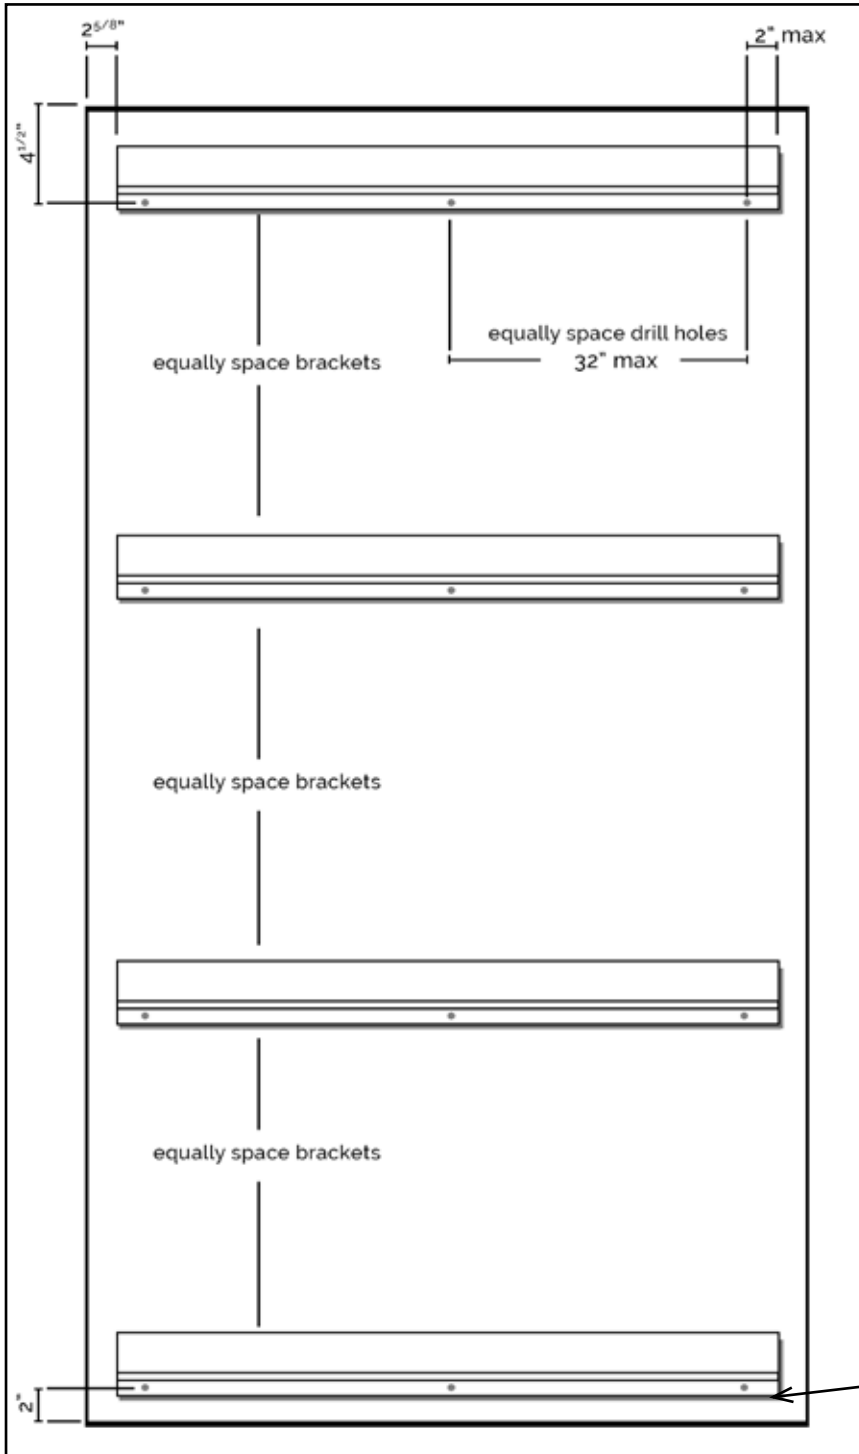 2 5/8"
2" max
4 1/2"
equally space drill holes
32" max
equally space brackets
equally space brackets
equally space brackets
2"